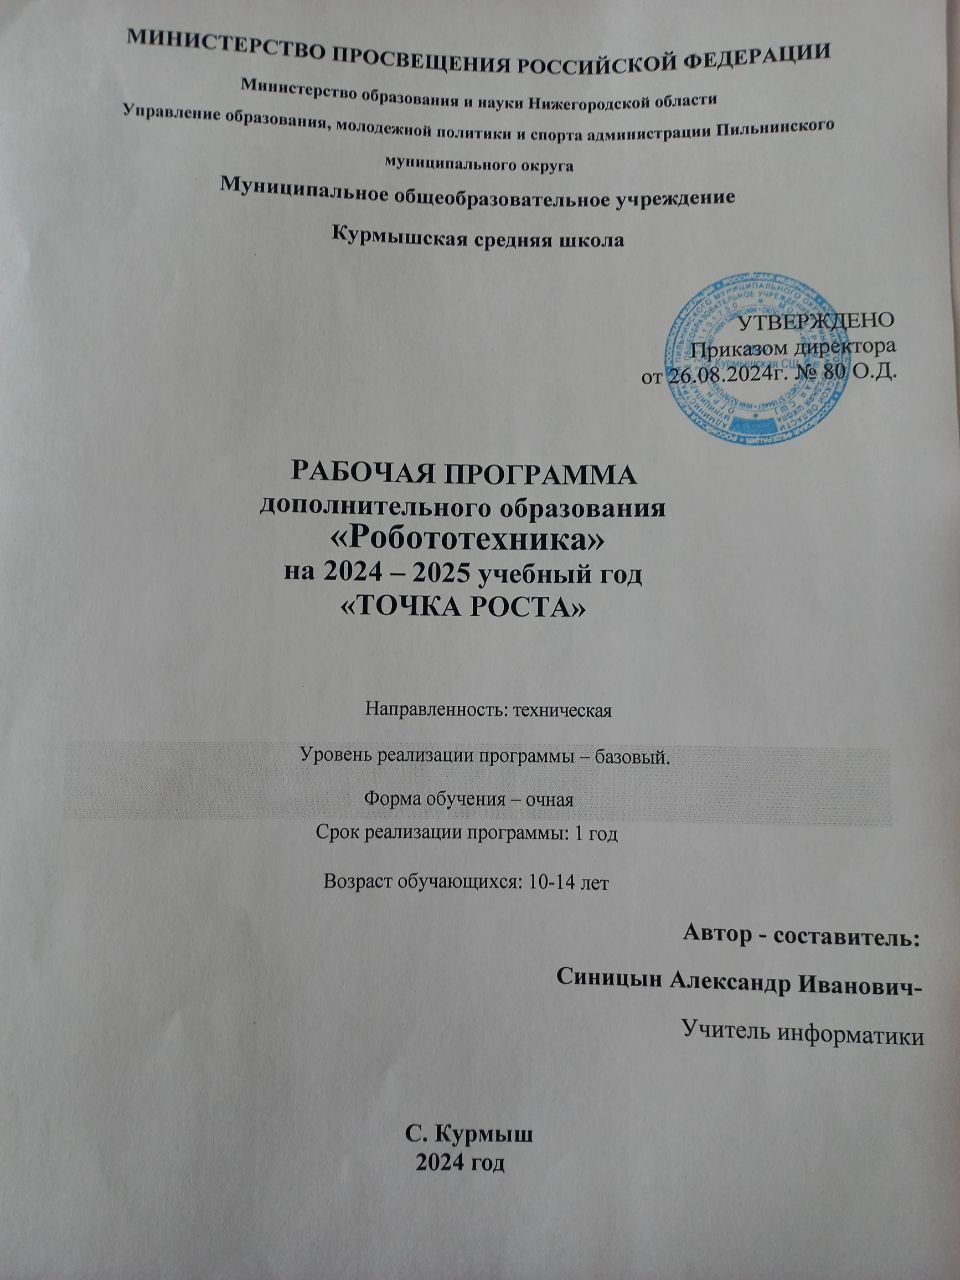 МИНИСТЕРСТВО ПРОСВЕЩЕНИЯ РОССИЙСКОЙ ФЕДЕРАЦИИ
Министерство образования и науки Нижегородской области
Управление образования, молодежной политики и спорта администрации Пильнинского
муниципального округа
Муниципальное общеобразовательное учреждение
Курмышская средняя школа
УТВЕРЖДЕНО
Приказом директора
от 26.08.2024г. № 80 О.Д.
Курмышская СШ
РАБОЧАЯ ПРОГРАММА
дополнительного образования
«Робототехника»
на 2024 – 2025 учебный год
«ТОЧКА РОСТА»
Направленность: техническая
Уровень реализации программы – базовый.
Форма обучения – очная
Срок реализации программы: 1 год
Возраст обучающихся: 10-14 лет
Автор - составитель:
Синицын Александр Иванович-
Учитель информатики
С. Курмыш
2024 год